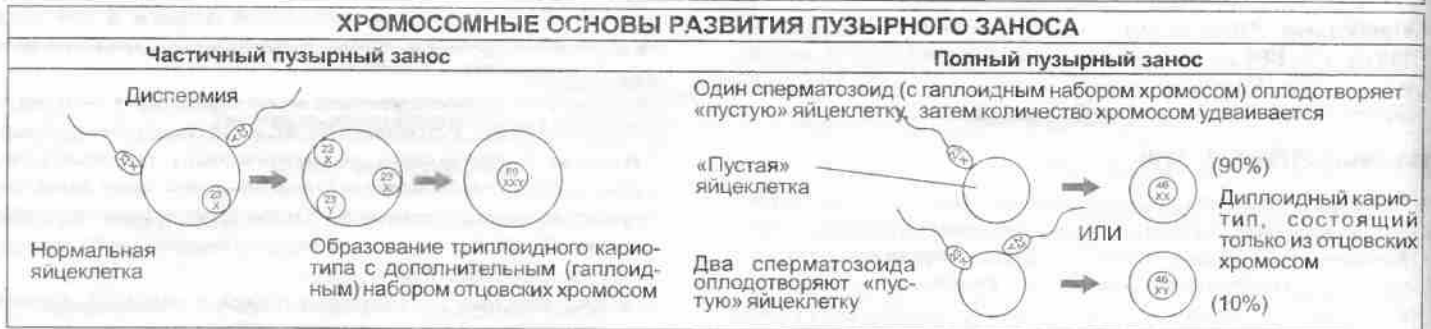 ХРОМОСОМНЫЕ ОСНОВЫ РАЗВИТИЯ ПУЗЫРНОГО ЗАНОСА
Частичный пузырный занос
Диспермия
23
X
23
X
23
X
23
Y
69
XXY
Нормальная
яйцеклетка
Образование триплоидного карио-
типа с дополнительным (гаплоид-
ным) набором отцовских хромосом
Полный пузырный занос
Один сперматозоид (с гаплоидным набором хромосом) оплодотворяет
«пустую» яйцеклетку, затем количество хромосом удваивается
«Пустая»
яйцеклетка
46
XX
(90%)
ИЛИ
Диплоидный карио-
тип, состоящий
только из отцовских
хромосом
Два сперматозоида
оплодотворяют «пус-
тую» яйцеклетку
46
XY
(10%)